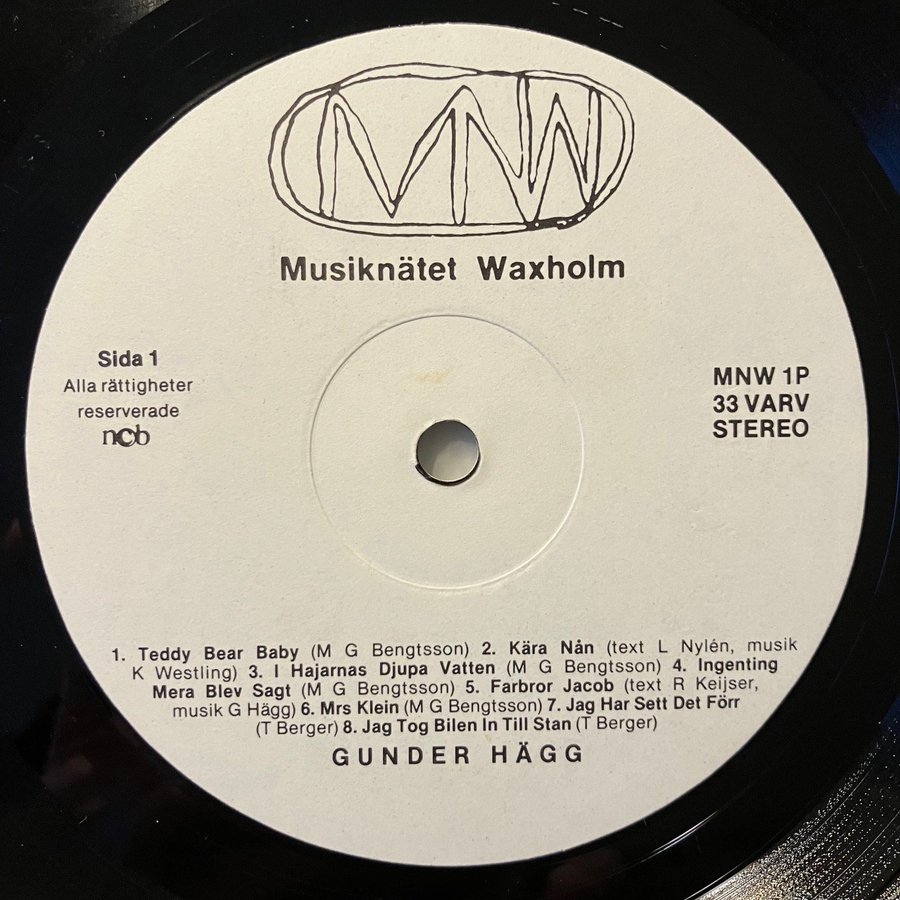 MNW
Musiknätet Waxholm
Sida 1
Alla rättigheter
reserverade
ncb
MNW 1P
33 VARV
STEREO
1. Teddy Bear Baby (M G Bengtsson) 2. Kära Nån (text L Nylén, musik
K Westling) 3. I Hajarnas Djupa Vatten (M G Bengtsson) 4. Ingenting
Mera Blev Sagt (M G Bengtsson) 5. Farbror Jacob (text R Keijser,
musik G Hägg) 6. Mrs Klein (M G Bengtsson) 7. Jag Har Sett Det Förr
(T Berger) 8. Jag Tog Bilen In Till Stan (T Berger)
GUNDER HÄGG